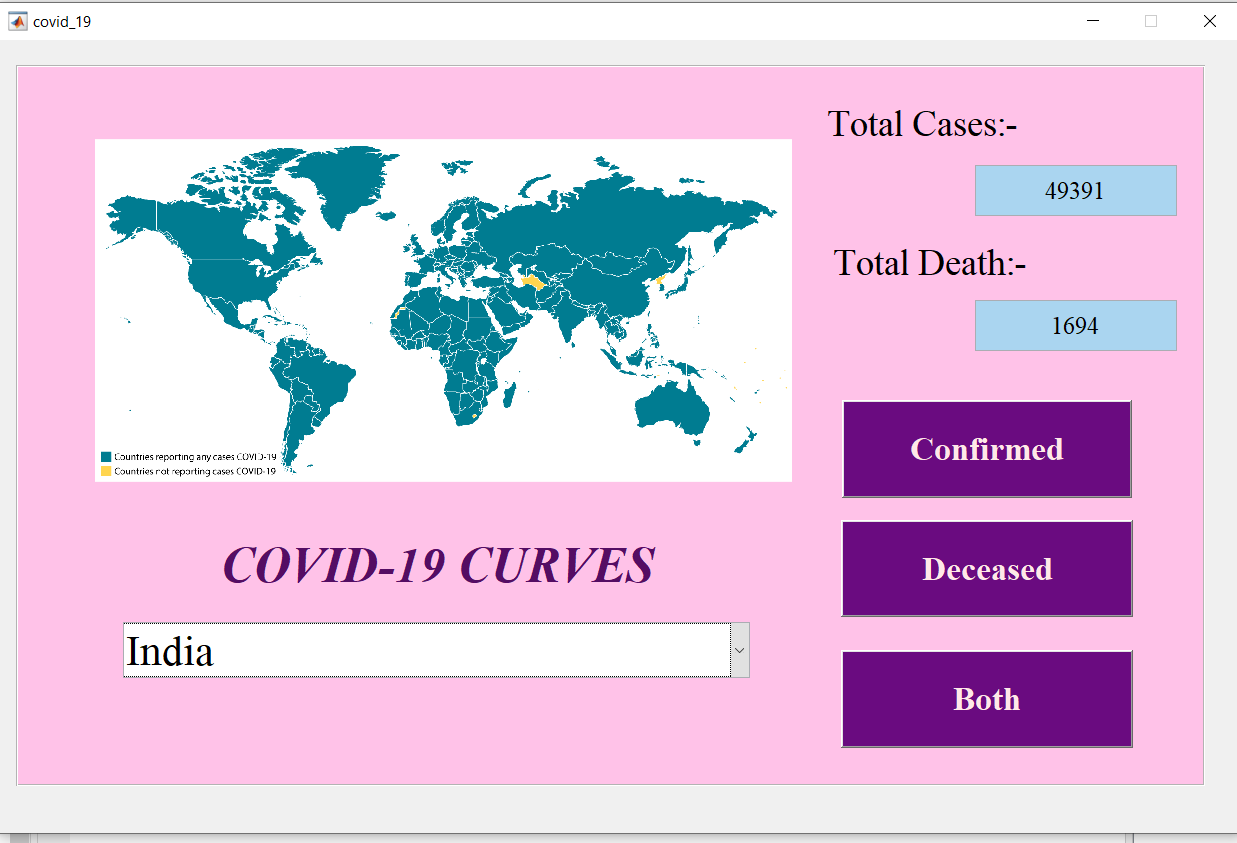 covid_19
Total Cases:-
49391
Total Death:-
1694
Countries reporting any cases COVID-19
Countries not reporting cases COVID-19
COVID-19 CURVES
India
Confirmed
Deceased
Both